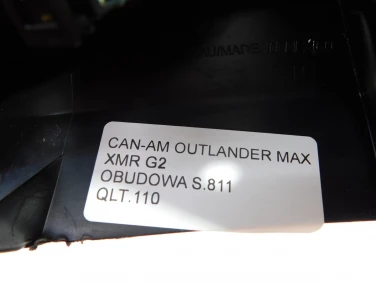 CAN-AM OUTLANDER MAX
XMR G2
OBUDOWA S.811
QLT.110